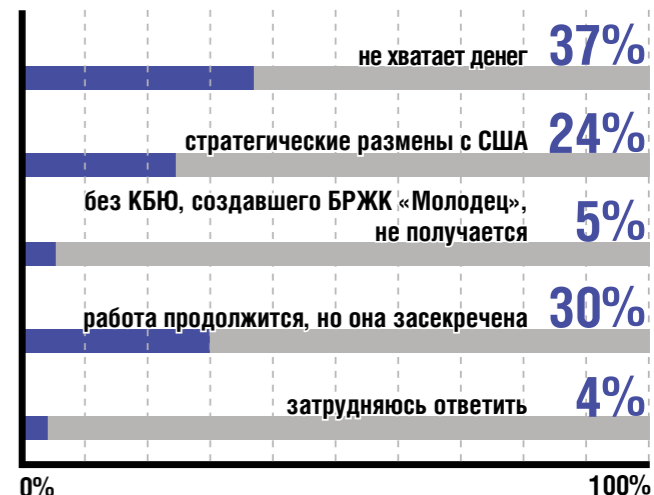 не хватает денег 37%
стратегические размены с США 24%
без КБЮ, создавшего БРЖК «Молодец»,
не получается 5%
работа продолжится, но она засекречена 30%
затрудняюсь ответить 4%
0% 100%